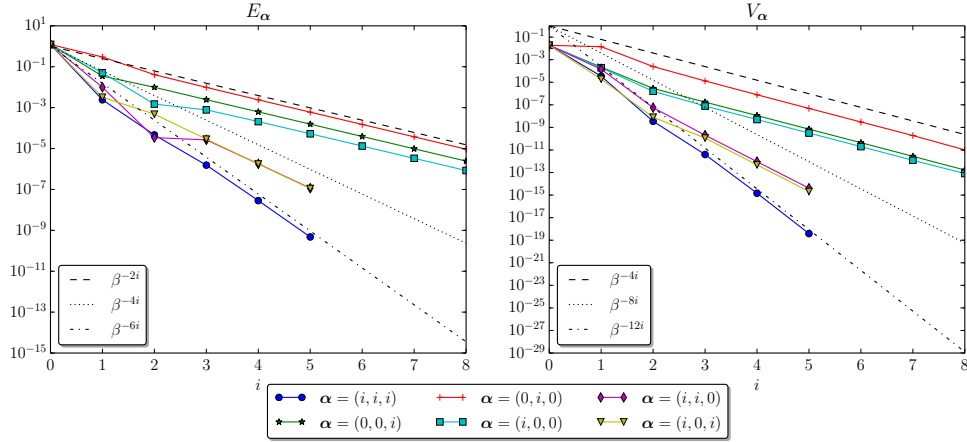 E_α
10^1
10^-1
10^-3
10^-5
10^-7
10^-9
10^-11
10^-13
10^-15
β^-2i
β^-4i
β^-6i
0 1 2 3 4 5 6 7 8
i
V_α
10^-1
10^-3
10^-5
10^-7
10^-9
10^-11
10^-13
10^-15
10^-17
10^-19
10^-21
10^-23
10^-25
10^-27
10^-29
β^-4i
β^-8i
β^-12i
0 1 2 3 4 5 6 7 8
i
α = (i, i, i)
α = (0, i, 0)
α = (i, i, 0)
α = (0, 0, i)
α = (i, 0, 0)
α = (i, 0, i)